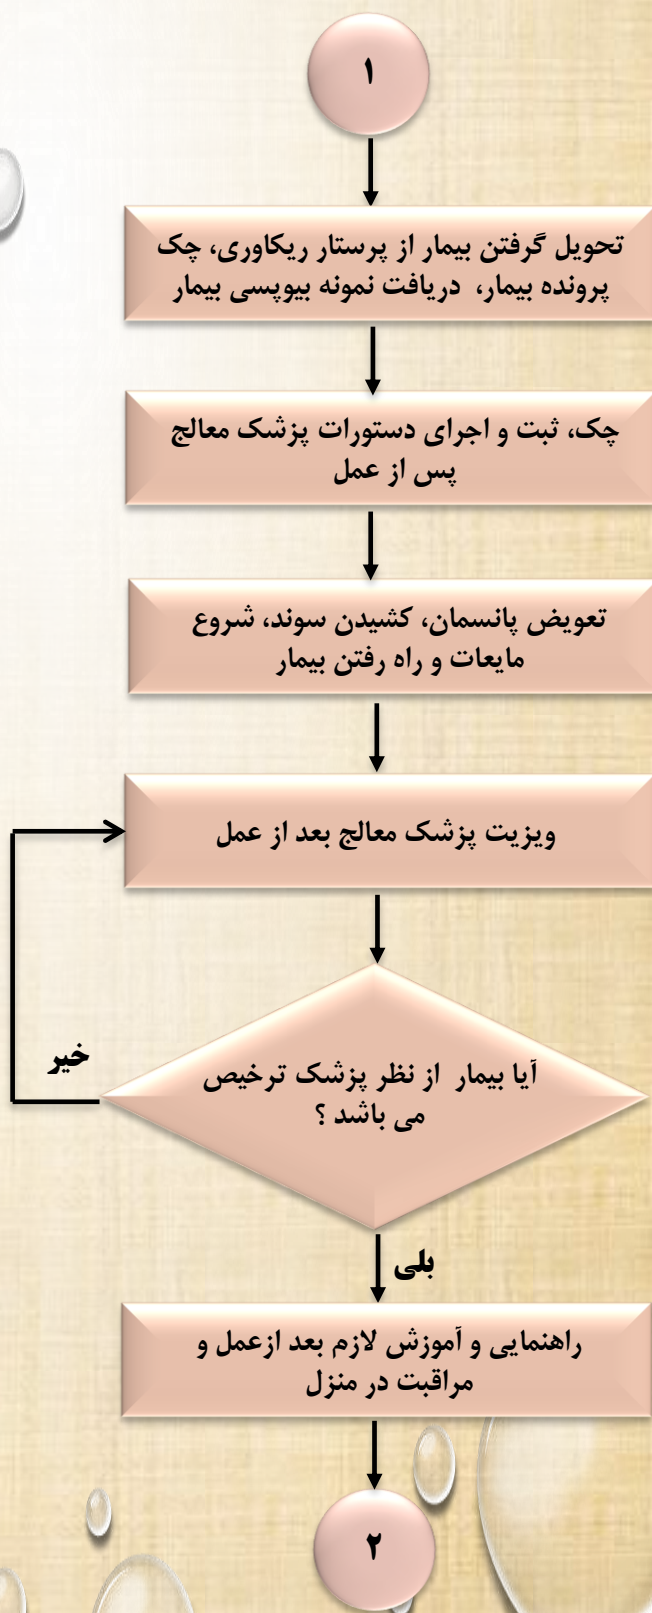 ۱
تحویل گرفتن بیمار از پرستار ریکاوری، چک
پرونده بیمار، دریافت نمونه بیوپسی بیمار
چک، ثبت و اجرای دستورات پزشک معالج
پس از عمل
تعویض پانسمان، کشیدن سوند، شروع
مایعات و راه رفتن بیمار
ویزیت پزشک معالج بعد از عمل
آیا بیمار از نظر پزشک ترخیص
می باشد ؟
خیر
بلی
راهنمایی و آموزش لازم بعد ازعمل و
مراقبت در منزل
۲